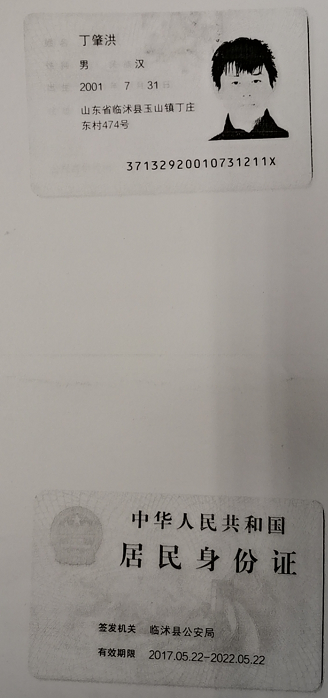 丁肇洪
男 汉
2001 年 7 月 31 日
山东省临沭县玉山镇丁庄
东村474号
37132920010731211X
中华人民共和国
居民身份证
签发机关 临沭县公安局
有效期限 2017.05.22-2022.05.22